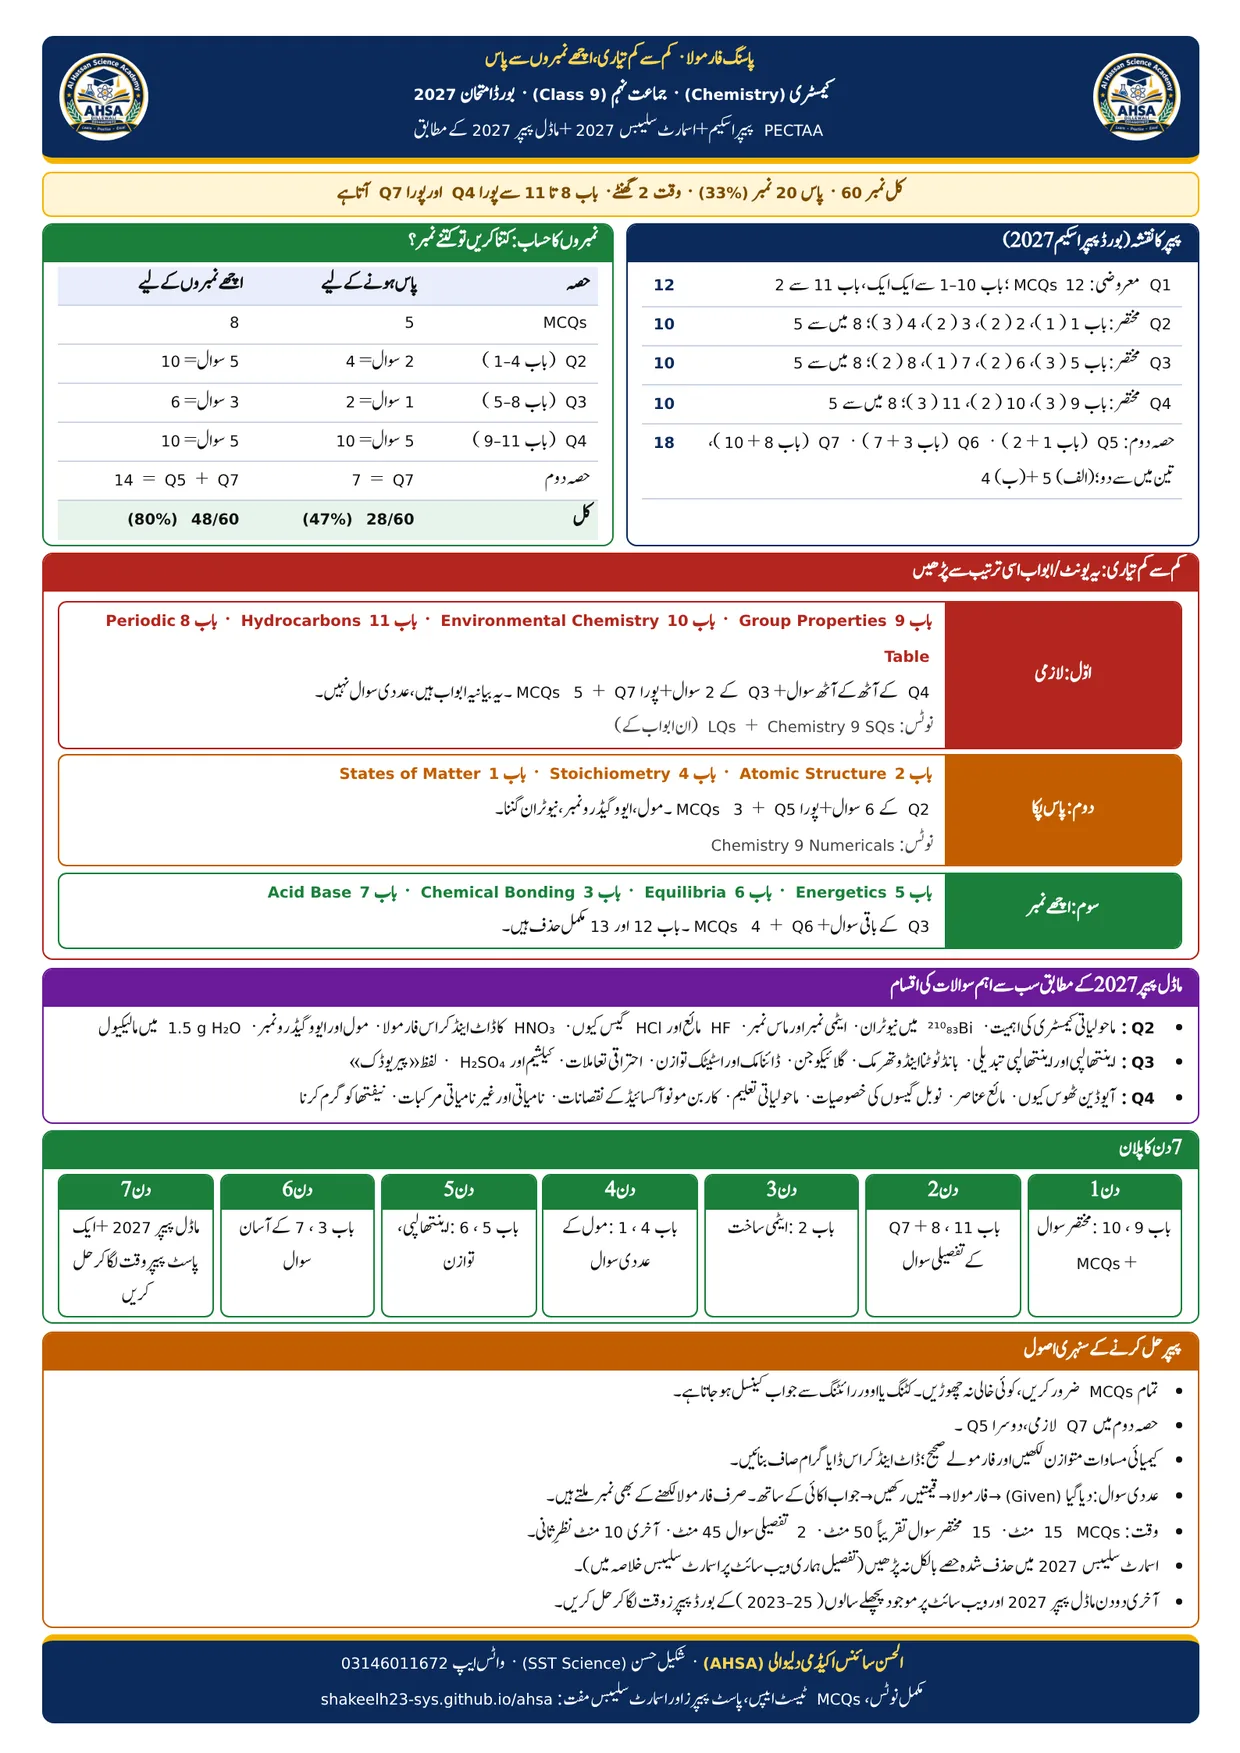 پاسنگ فارمولا · کم سے کم تیاری، اچھے نمبروں سے پاس
کیمسٹری (Chemistry) · جماعت نہم (Class 9) · بورڈ امتحان 2027
PECTAA پیپر اسکیم + اسمارٹ سلیبس 2027 + ماڈل پیپر 2027 کے مطابق
Al Hassan Science Academy
AHSA
DILLEWALI
Learn · Practise · Excel
Al Hassan Science Academy
AHSA
DILLEWALI
Learn · Practise · Excel
کل نمبر 60 · پاس 20 نمبر (33%) · وقت 2 گھنٹے · باب 8 تا 11 سے پورا Q4 اور پورا Q7 آتا ہے
پیپر کا نقشہ (بورڈ پیپر اسکیم 2027)
Q1 معروضی: 12 MCQs؛ باب 1–10 سے ایک ایک، باب 11 سے 2 12
Q2 مختصر: باب 1 (1)، 2 (2)، 3 (2)، 4 (3)؛ 8 میں سے 5 10
Q3 مختصر: باب 5 (3)، 6 (2)، 7 (1)، 8 (2)؛ 8 میں سے 5 10
Q4 مختصر: باب 9 (3)، 10 (2)، 11 (3)؛ 8 میں سے 5 10
حصہ دوم: Q5 (باب 1 + 2) · Q6 (باب 3 + 7) · Q7 (باب 8 + 10)، 18
تین میں سے دو؛ (الف) 5 + (ب) 4
نمبروں کا حساب: کتنا کریں تو کتنے نمبر؟
حصہ پاس ہونے کے لیے اچھے نمبروں کے لیے
MCQs 5 8
Q2 (باب 1–4) 2 سوال = 4 5 سوال = 10
Q3 (باب 5–8) 1 سوال = 2 3 سوال = 6
Q4 (باب 9–11) 5 سوال = 10 5 سوال = 10
حصہ دوم Q7 = 7 Q5 + Q7 = 14
کل 28/60 (47%) 48/60 (80%)
کم سے کم تیاری: یہ یونٹ/ابواب اسی ترتیب سے پڑھیں
اوّل: لازمی
باب 9 Group Properties · باب 10 Environmental Chemistry · باب 11 Hydrocarbons · باب 8 Periodic
Table
Q4 کے آٹھ کے آٹھ سوال + Q3 کے 2 سوال + پورا Q7 + 5 MCQs۔ یہ بیانیہ ابواب ہیں، عددی سوال نہیں۔
نوٹس: Chemistry 9 SQs + LQs (ان ابواب کے)
دوم: پاس پکا
باب 2 Atomic Structure · باب 4 Stoichiometry · باب 1 States of Matter
Q2 کے 6 سوال + پورا Q5 + 3 MCQs۔ مول، ایووگیڈرو نمبر، نیوٹران گننا۔
نوٹس: Chemistry 9 Numericals
سوم: اچھے نمبر
باب 5 Energetics · باب 6 Equilibria · باب 3 Chemical Bonding · باب 7 Acid Base
Q3 کے باقی سوال + Q6 + 4 MCQs۔ باب 12 اور 13 مکمل حذف ہیں۔
ماڈل پیپر 2027 کے مطابق سب سے اہم سوالات کی اقسام
• Q2 : ماحولیاتی کیمسٹری کی اہمیت · ²¹⁰₈₃Bi میں نیوٹران · ایٹمی نمبر اور ماس نمبر · HF مائع اور HCl گیس کیوں · HNO₃ کا ڈاٹ اینڈ کراس فارمولا · مول اور ایووگیڈرو نمبر · 1.5 g H₂O میں مالیکیول
• Q3 : اینتھالپی اور اینتھالپی تبدیلی · بانڈ ٹوٹنا اینڈوتھرمک · گلائیکوجن · ڈائنامک اور اسٹیٹک توازن · احتراقی تعاملات · کیلشیم اور H₂SO₄ · لفظ «پیریوڈک»
• Q4 : آیوڈین ٹھوس کیوں · مائع عناصر · نوبل گیسوں کی خصوصیات · ماحولیاتی تعلیم · کاربن مونوآکسائیڈ کے نقصانات · نامیاتی اور غیر نامیاتی مرکبات · نیفتھا کو گرم کرنا
7 دن کا پلان
دن 1
باب 9، 10: مختصر سوال
+ MCQs
دن 2
باب 11، 8 + Q7
کے تفصیلی سوال
دن 3
باب 2: ایٹمی ساخت
دن 4
باب 4، 1: مول کے
عددی سوال
دن 5
باب 5، 6: اینتھالپی،
توازن
دن 6
باب 3، 7 کے آسان
سوال
دن 7
ماڈل پیپر 2027 + ایک
پاسٹ پیپر وقت لگا کر حل
کریں
پیپر حل کرنے کے سنہری اصول
• تمام MCQs ضرور کریں، کوئی خالی نہ چھوڑیں۔ کٹنگ یا اوور رائٹنگ سے جواب کینسل ہو جاتا ہے۔
• حصہ دوم میں Q7 لازمی، دوسرا Q5۔
• کیمیائی مساوات متوازن لکھیں اور فارمولے صحیح؛ ڈاٹ اینڈ کراس ڈایاگرام صاف بنائیں۔
• عددی سوال: دیا گیا (Given) → فارمولا → قیمتیں رکھیں → جواب اکائی کے ساتھ۔ صرف فارمولا لکھنے کے بھی نمبر ملتے ہیں۔
• وقت: MCQs 15 منٹ · 15 مختصر سوال تقریباً 50 منٹ · 2 تفصیلی سوال 45 منٹ · آخری 10 منٹ نظرِ ثانی۔
• اسمارٹ سلیبس 2027 میں حذف شدہ حصے بالکل نہ پڑھیں (تفصیل ہماری ویب سائٹ پر اسمارٹ سلیبس خلاصہ میں)۔
• آخری دو دن ماڈل پیپر 2027 اور ویب سائٹ پر موجود پچھلے سالوں (2023–25) کے بورڈ پیپرز وقت لگا کر حل کریں۔
الحسن سائنس اکیڈمی دلیوالی (AHSA) · شکیل حسن (SST Science) · واٹس ایپ 03146011672
مکمل نوٹس، MCQs ٹیسٹ ایپس، پاسٹ پیپرز اور اسمارٹ سلیبس مفت: shakeelh23-sys.github.io/ahsa